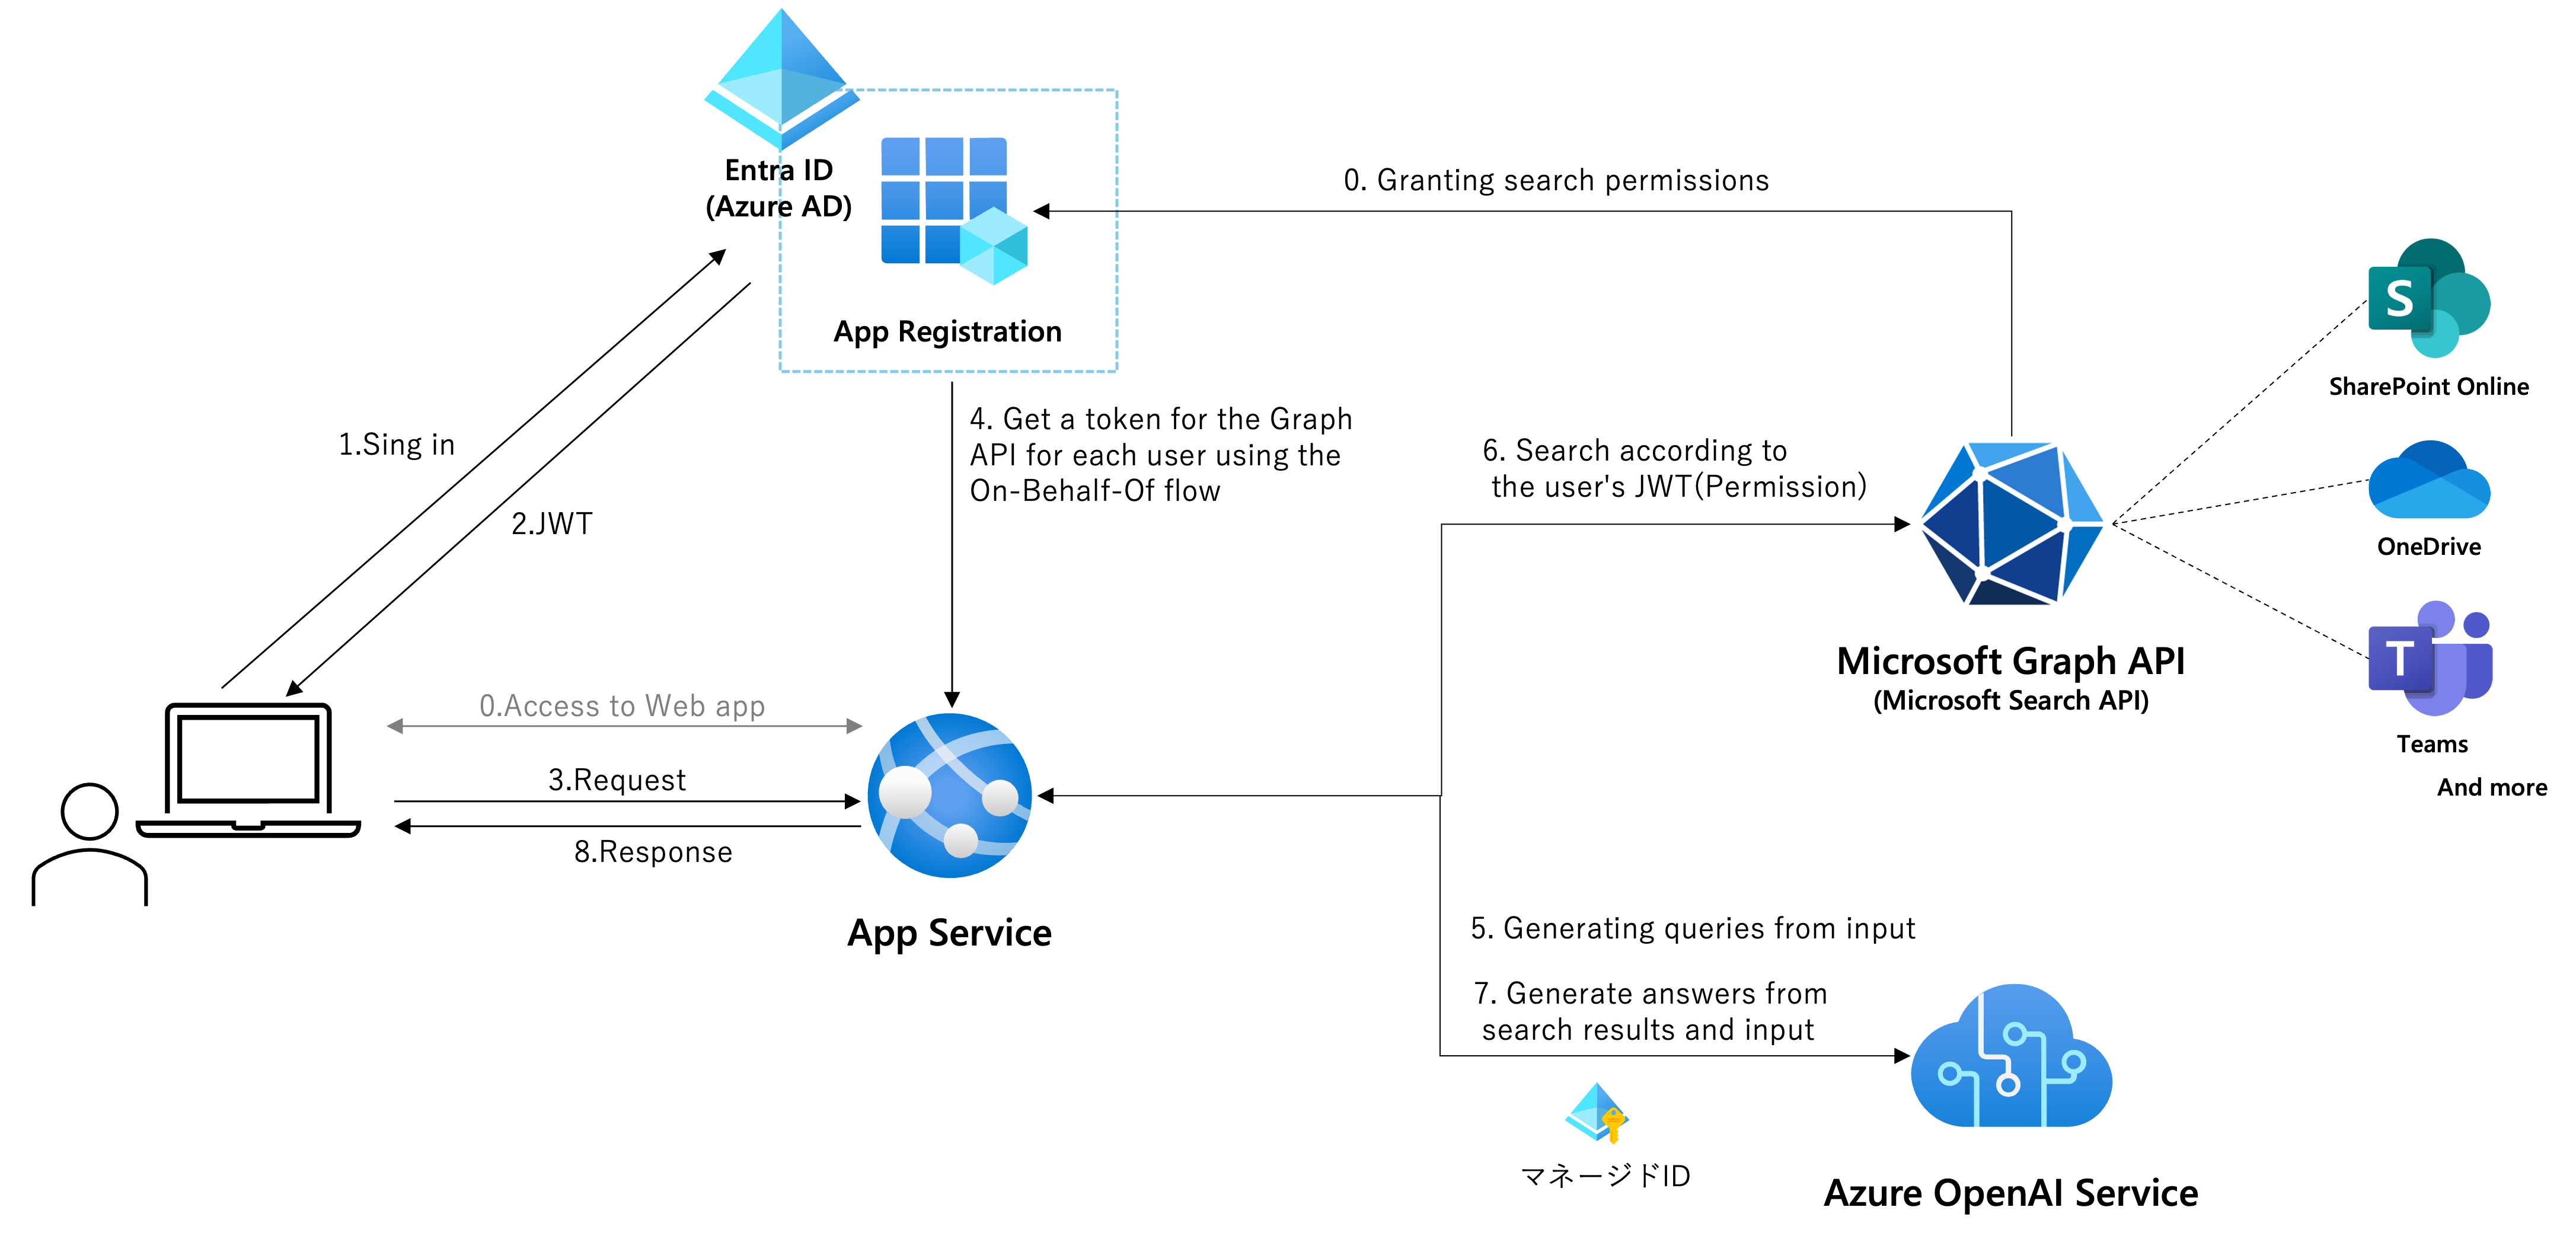 Entra ID
(Azure AD)
App Registration
0. Granting search permissions
S
SharePoint Online
4. Get a token for the Graph
API for each user using the
On-Behalf-Of flow
1.Sing in
2.JWT
6. Search according to
the user's JWT(Permission)
OneDrive
Microsoft Graph API
(Microsoft Search API)
T
Teams
And more
0.Access to Web app
3.Request
8.Response
App Service
5. Generating queries from input
7. Generate answers from
search results and input
マネージドID
Azure OpenAI Service